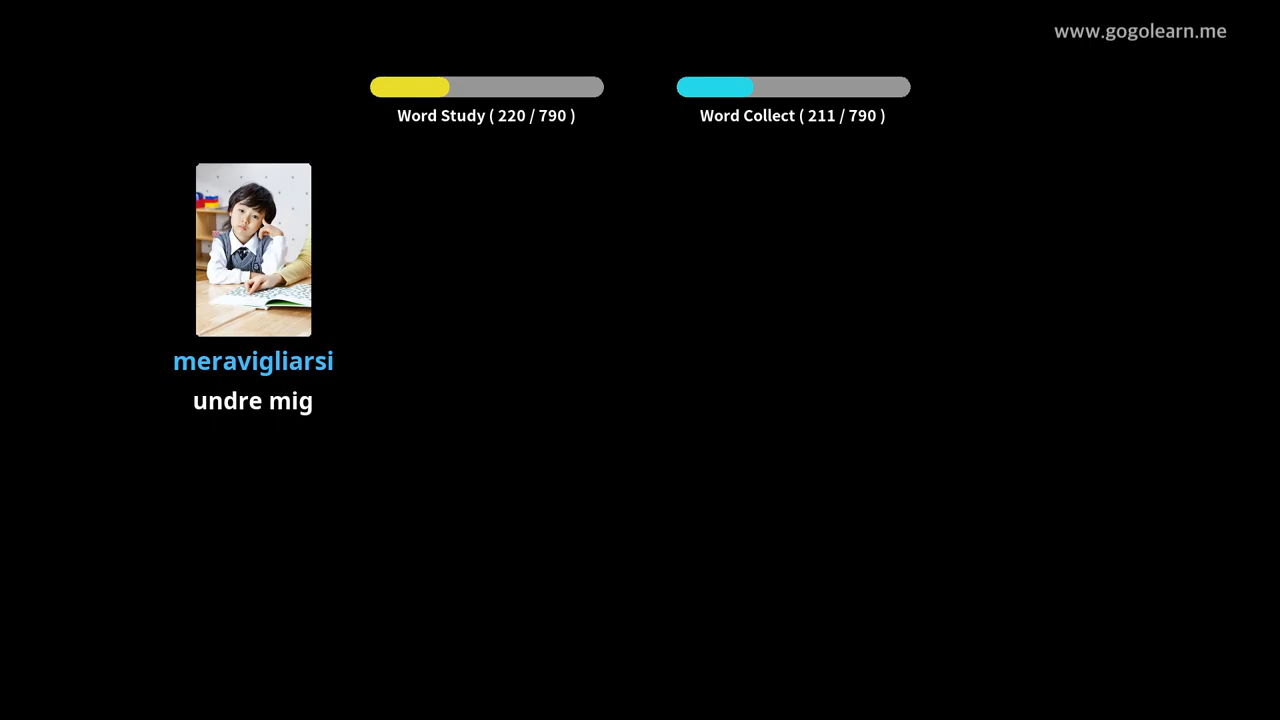 www.gogolearn.me
Word Study ( 220 / 790 )
Word Collect ( 211 / 790 )
meravigliarsi
undre mig